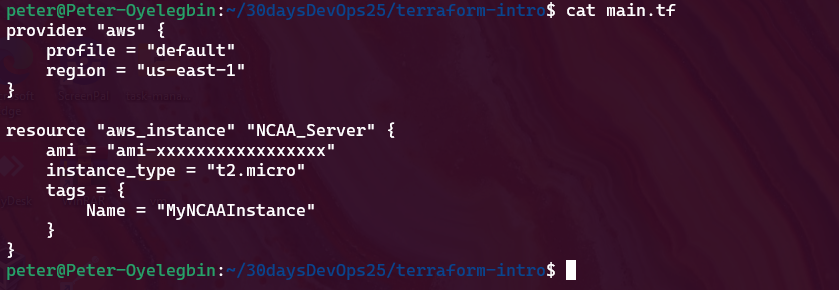 peter@Peter-Oyelegbin:~/30daysDevOps25/terraform-intro$ cat main.tf
provider "aws" {
    profile = "default"
    region = "us-east-1"
}

resource "aws_instance" "NCAA_Server" {
    ami = "ami-xxxxxxxxxxxxxxxxx"
    instance_type = "t2.micro"
    tags = {
        Name = "MyNCAAInstance"
    }
}
peter@Peter-Oyelegbin:~/30daysDevOps25/terraform-intro$